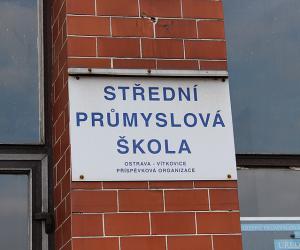 STŘEDNÍ
PRŮMYSLOVÁ
ŠKOLA
OSTRAVA - VÍTKOVICE
PŘÍSPĚVKOVÁ ORGANIZACE